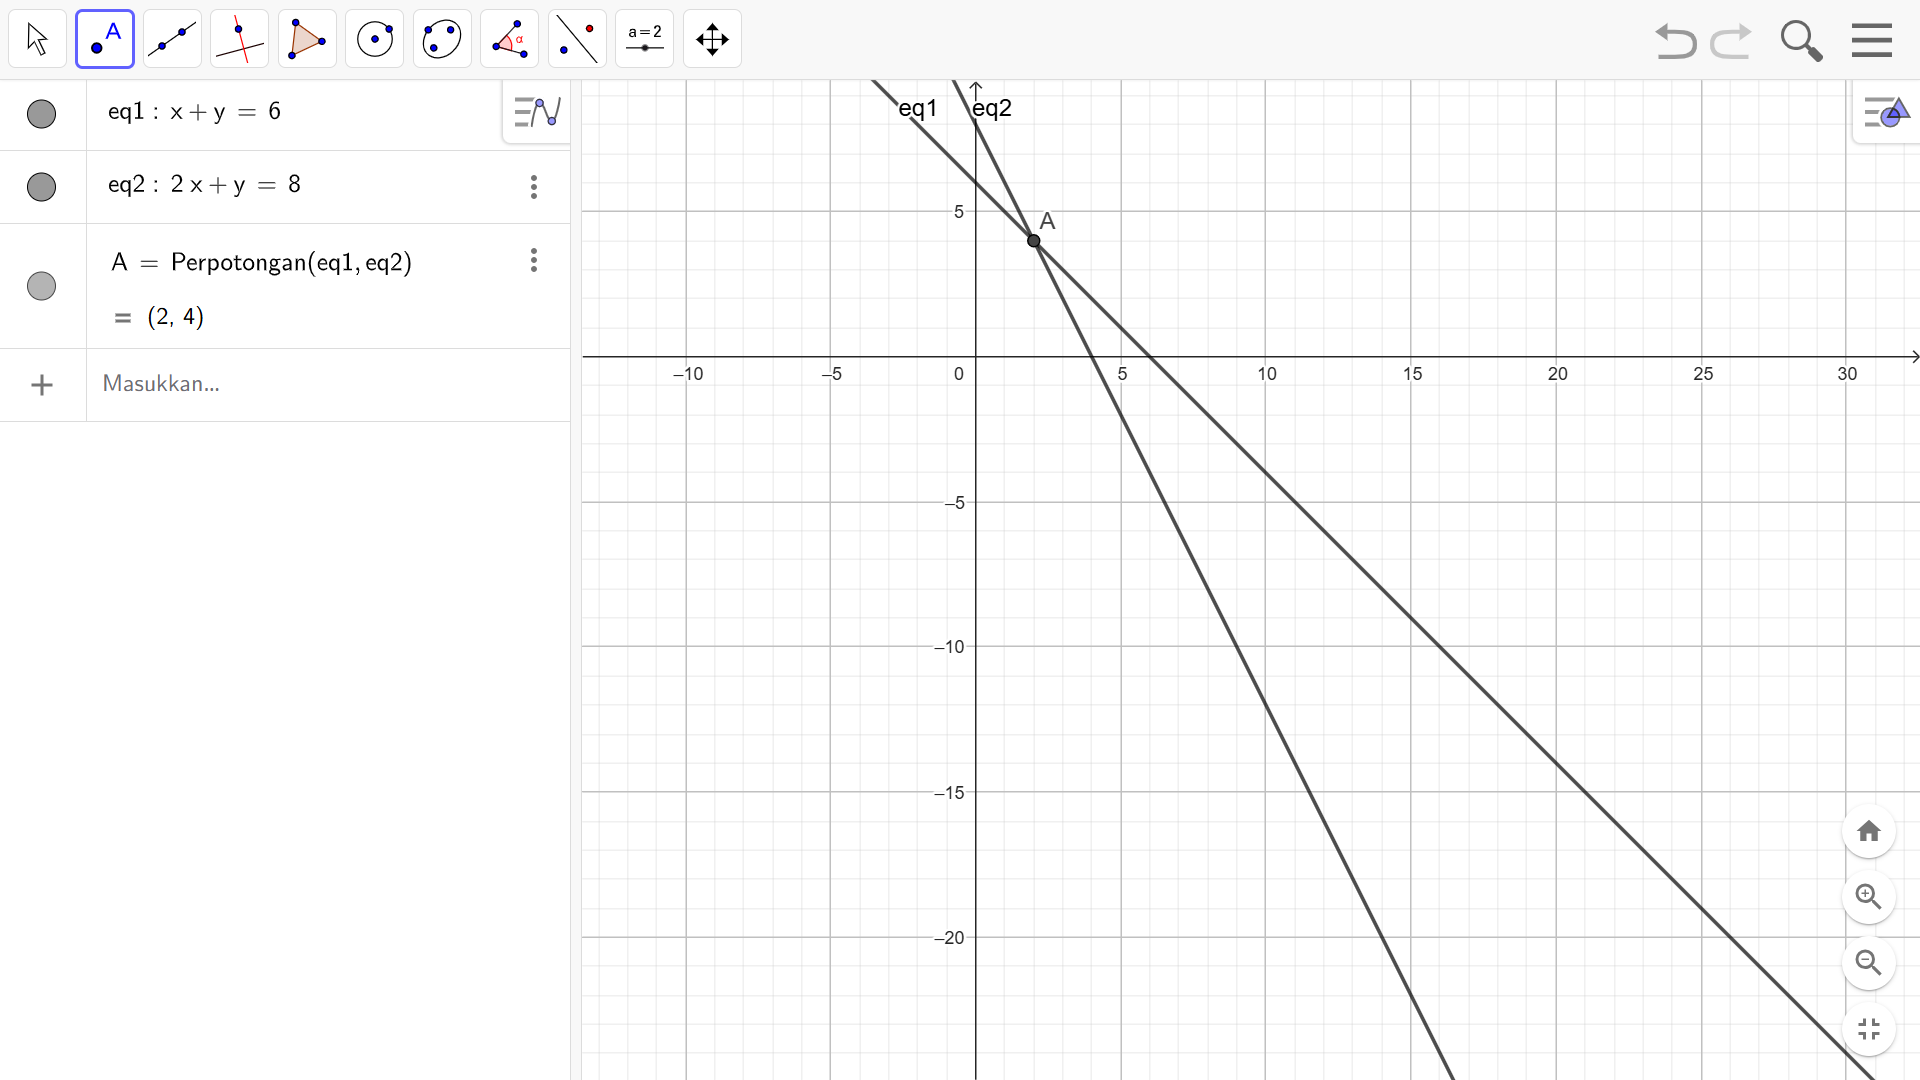 A
α
a = 2
eq1 : x + y = 6
eq2 : 2 x + y = 8
A = Perpotongan(eq1, eq2)
= (2, 4)
Masukkan...
eq1
eq2
A
5
–10
–5
0
5
10
15
20
25
30
–5
–10
–15
–20